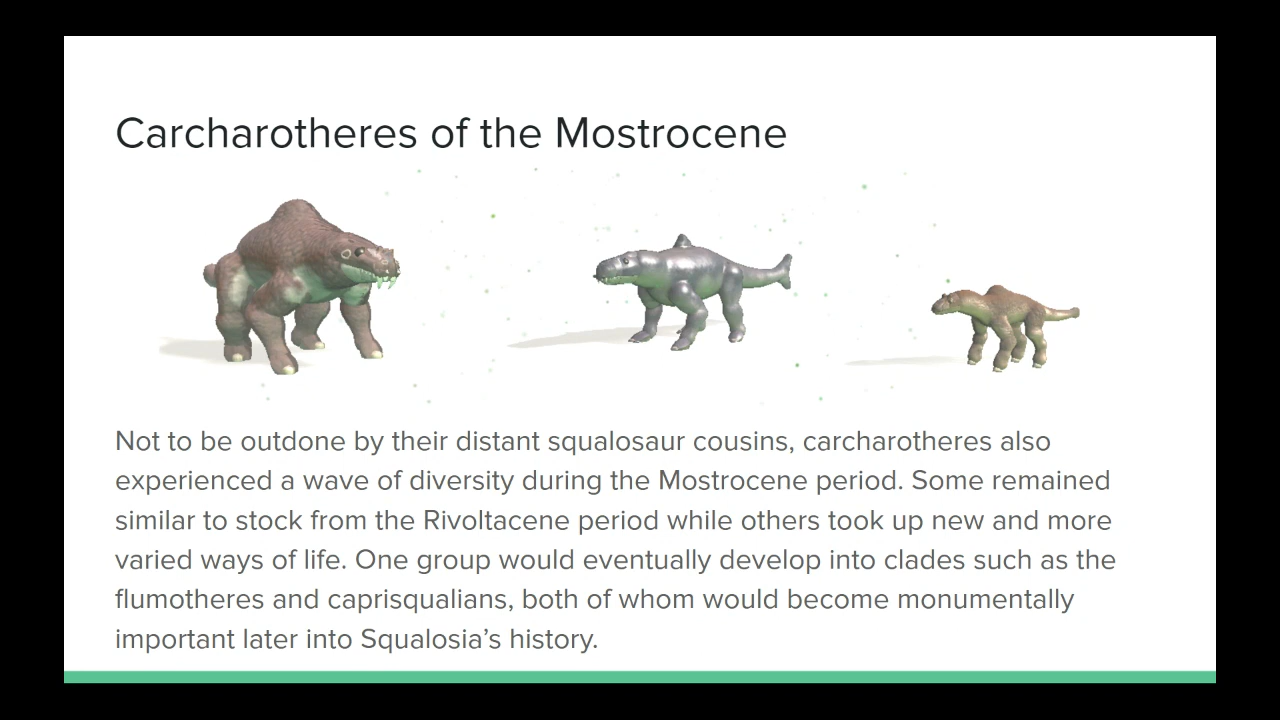 Carcharotheres of the Mostrocene
Not to be outdone by their distant squalosaur cousins, carcharotheres also
experienced a wave of diversity during the Mostrocene period. Some remained
similar to stock from the Rivoltacene period while others took up new and more
varied ways of life. One group would eventually develop into clades such as the
flumotheres and caprisqualians, both of whom would become monumentally
important later into Squalosia’s history.